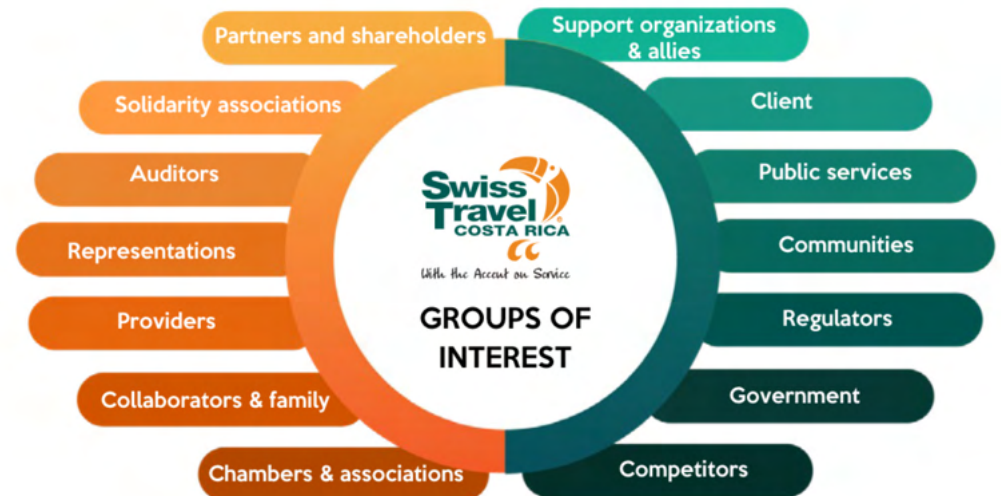 Partners and shareholders
Solidarity associations
Auditors
Representations
Providers
Collaborators & family
Chambers & associations
Swiss
Travel
COSTA RICA
With the Accent on Service
GROUPS OF
INTEREST
Support organizations
& allies
Client
Public services
Communities
Regulators
Government
Competitors